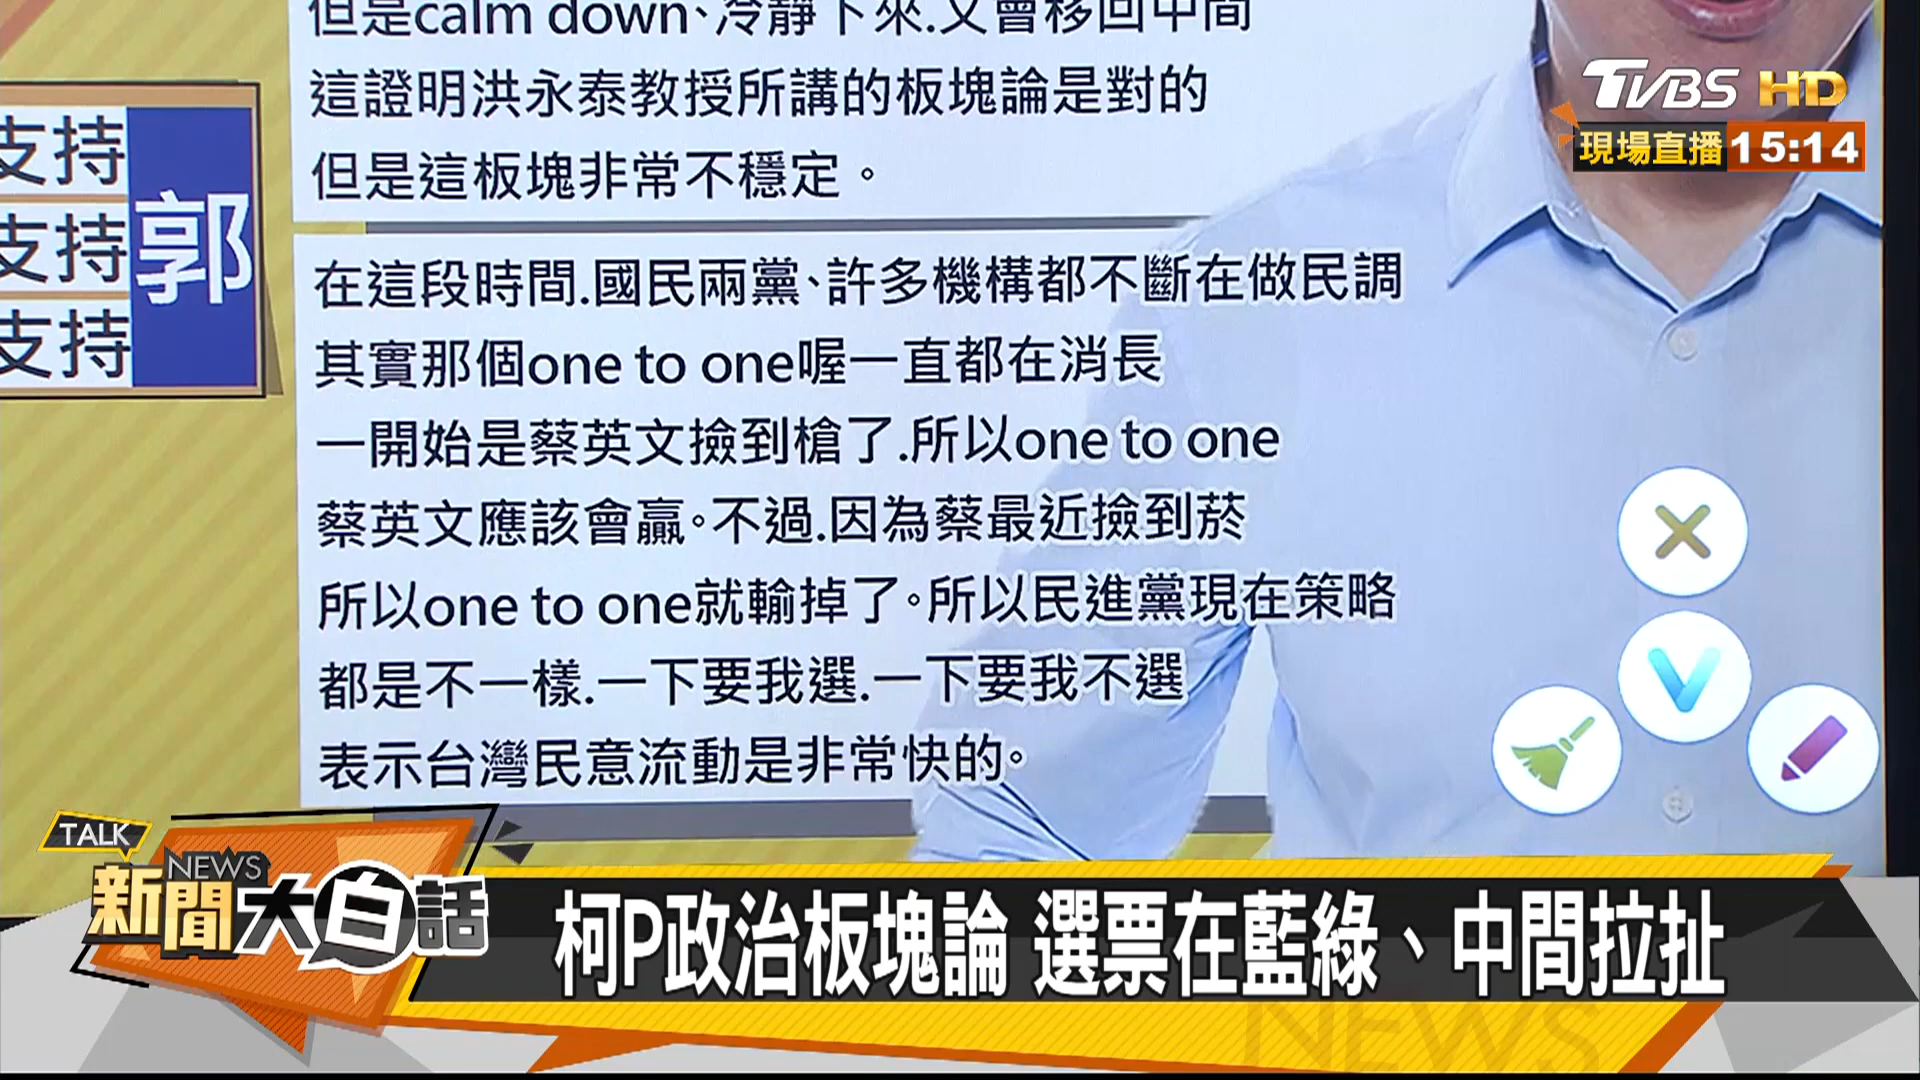 但是calm down、冷靜下來.又會移回中間
這證明洪永泰教授所講的板塊論是對的
但是這板塊非常不穩定。
TVBS HD
現場直播 15:14
支持
支持
支持
郭
在這段時間.國民兩黨、許多機構都不斷在做民調
其實那個one to one喔一直都在消長
一開始是蔡英文撿到槍了.所以one to one
蔡英文應該會贏。不過.因為蔡最近撿到菸
所以one to one就輸掉了。所以民進黨現在策略
都是不一樣.一下要我選.一下要我不選
表示台灣民意流動是非常快的。
TALK
NEWS
新聞大白話
柯P政治板塊論 選票在藍綠、中間拉扯
NEWS